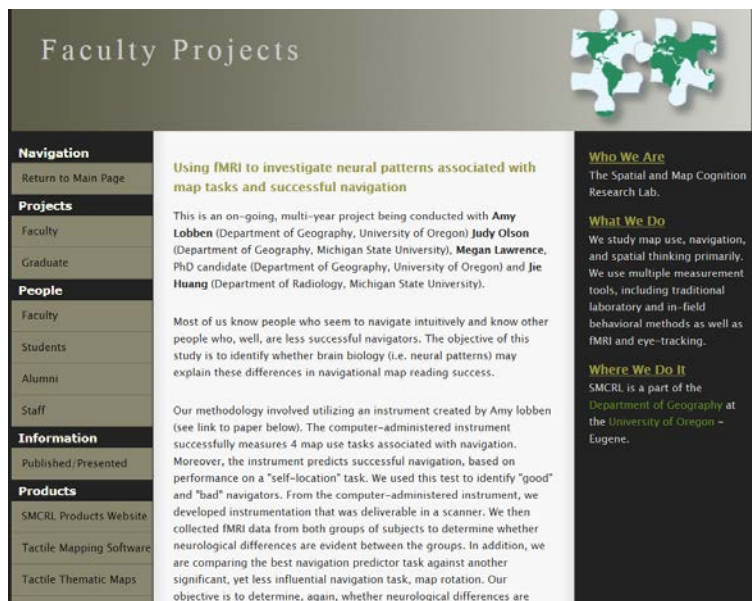 Faculty Projects
Navigation
Return to Main Page
Projects
Faculty
Graduate
People
Faculty
Students
Alumni
Staff
Information
Published/Presented
Products
SMCRL Products Website
Tactile Mapping Software
Tactile Thematic Maps
Using fMRI to investigate neural patterns associated with
map tasks and successful navigation
This is an on-going, multi-year project being conducted with Amy
Lobben (Department of Geography, University of Oregon) Judy Olson
(Department of Geography, Michigan State University), Megan Lawrence,
PhD candidate (Department of Geography, University of Oregon) and Jie
Huang (Department of Radiology, Michigan State University).
Most of us know people who seem to navigate intuitively and know other
people who, well, are less successful navigators. The objective of this
study is to identify whether brain biology (i.e. neural patterns) may
explain these differences in navigational map reading success.
Our methodology involved utilizing an instrument created by Amy lobben
(see link to paper below). The computer-administered instrument
successfully measures 4 map use tasks associated with navigation.
Moreover, the instrument predicts successful navigation, based on
performance on a "self-location" task. We used this test to identify "good"
and "bad" navigators. From the computer-administered instrument, we
developed instrumentation that was deliverable in a scanner. We then
collected fMRI data from both groups of subjects to determine whether
neurological differences are evident between the groups. In addition, we
are comparing the best navigation predictor task against another
significant, yet less influential navigation task, map rotation. Our
objective is to determine, again, whether neurological differences are
Who We Are
The Spatial and Map Cognition
Research Lab.
What We Do
We study map use, navigation,
and spatial thinking primarily.
We use multiple measurement
tools, including traditional
laboratory and in-field
behavioral methods as well as
fMRI and eye-tracking.
Where We Do It
SMCRL is a part of the
Department of Geography at
the University of Oregon -
Eugene.